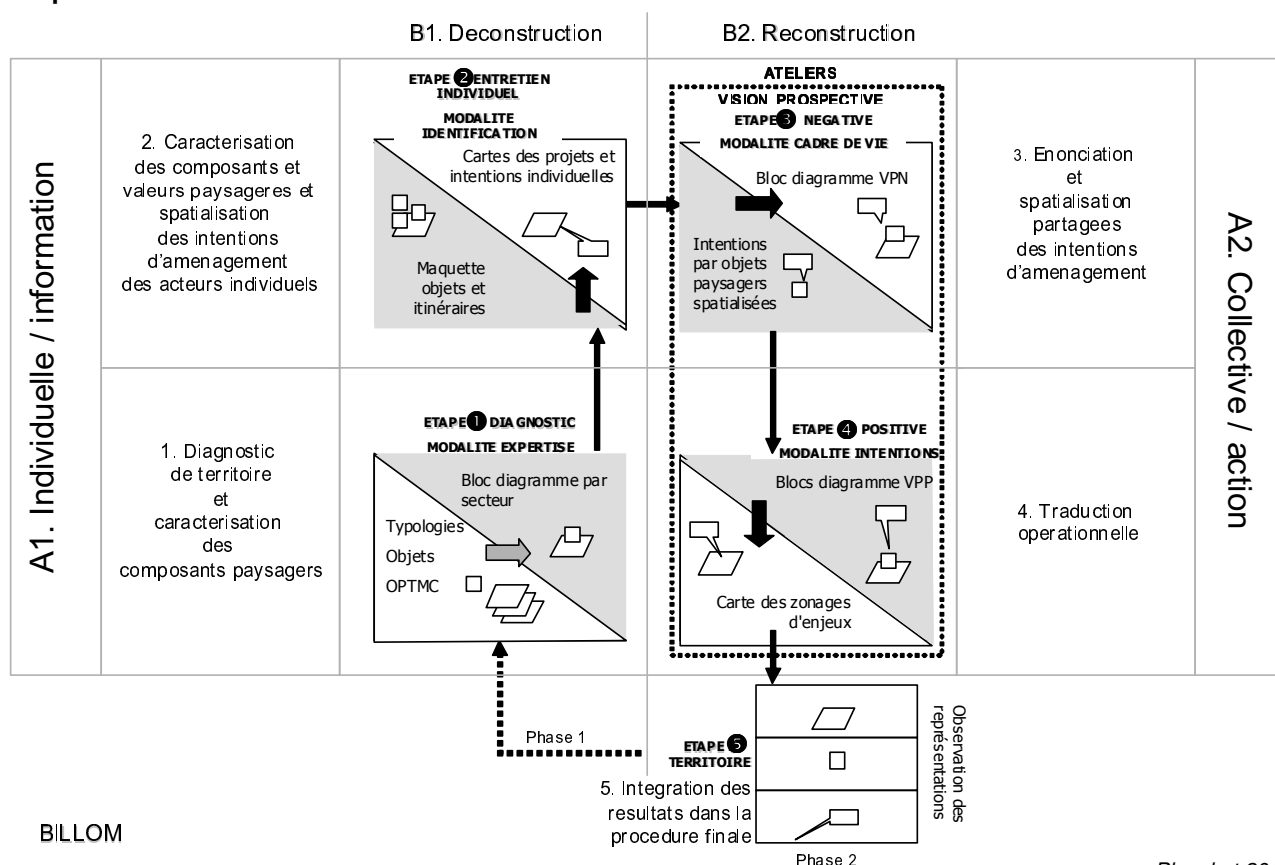 B1. Deconstruction
B2. Reconstruction
A1. Individuelle / information
2. Caracterisation
des composants et
valeurs paysageres et
spatialisation
des intentions
d'amenagement
des acteurs individuels
ETAPE 2 ENTRETIEN
INDIVIDUEL
MODALITE
IDENTIFICATION
Cartes des projets et
intentions individuelles
Maquette
objets et
itinéraires
ATELERS
VISION PROSPECTIVE
ETAPE 3 NEGATIVE
MODALITE CADRE DE VIE
Bloc diagramme VPN
Intentions
par objets
paysagers
spatialisées
3. Enonciation
et
spatialisation
partagees
des intentions
d'amenagement
A2. Collective / action
1. Diagnostic
de territoire
et
caracterisation
des
composants paysagers
ETAPE 1 DIAGNOSTIC
MODALITE EXPERTISE
Bloc diagramme par
secteur
Typologies
Objets
OPTMC
ETAPE 4 POSITIVE
MODALITE INTENTIONS
Blocs diagramme VPP
Carte des zonages
d'enjeux
4. Traduction
operationnelle
Phase 1
ETAPE 5
TERRITOIRE
5. Integration des
resultats dans la
procedure finale
Observation des
représentations
Phase 2
BILLOM